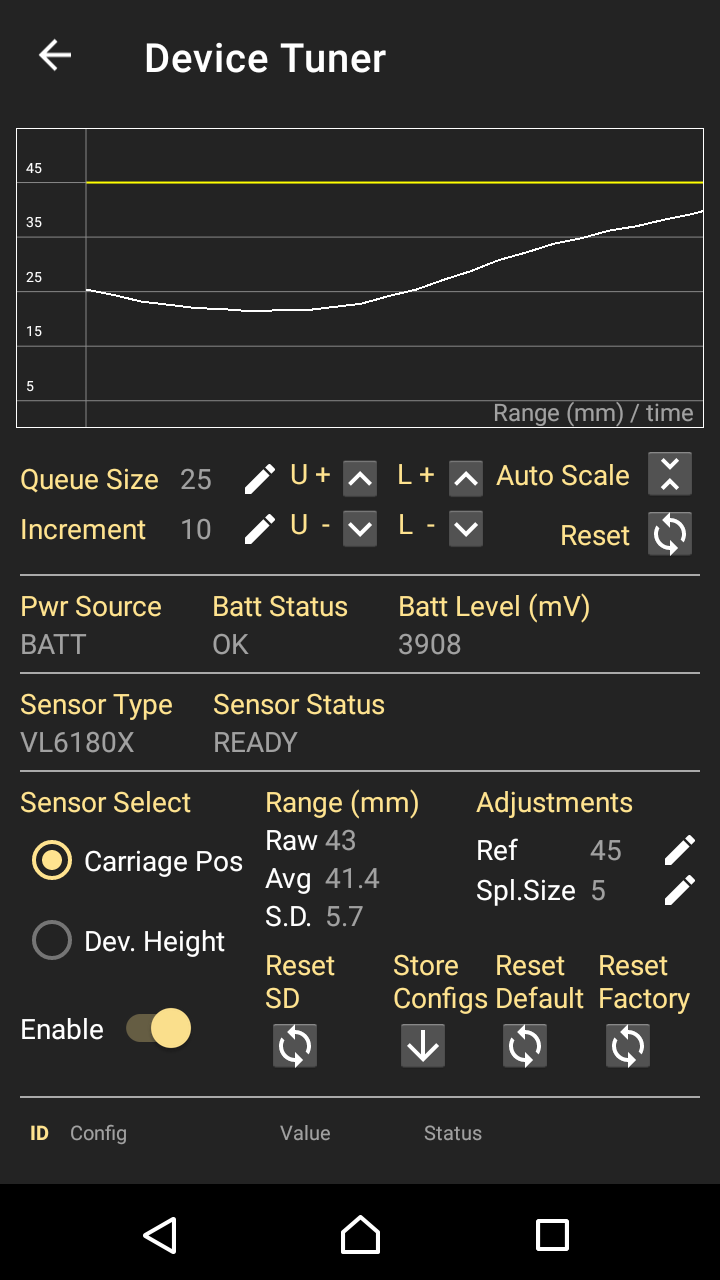 Device Tuner
45
35
25
15
5
Range (mm) / time
Queue Size 25 U + L + Auto Scale
Increment 10 U - L - Reset
Pwr Source Batt Status Batt Level (mV)
BATT OK 3908
Sensor Type Sensor Status
VL6180X READY
Sensor Select Range (mm) Adjustments
Raw 43
Carriage Pos Ref 45
Avg 41.4
Spl.Size 5
S.D. 5.7
Dev. Height
Reset SD
Store Configs
Reset Default
Reset Factory
Enable
ID Config Value Status